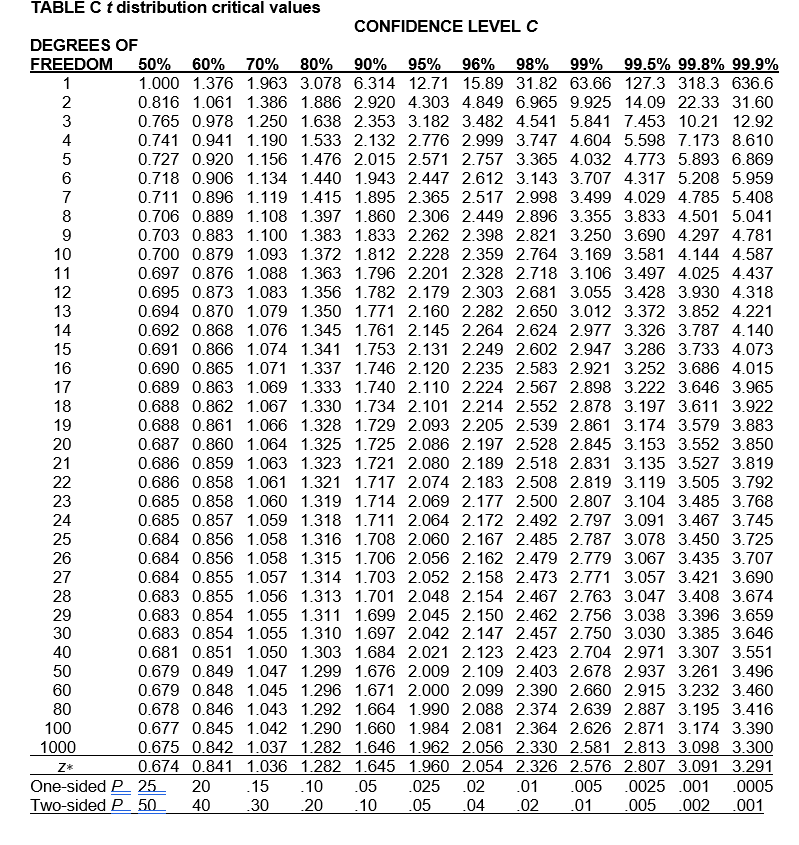 TABLE C t distribution critical values
CONFIDENCE LEVEL C
DEGREES OF
FREEDOM 50% 60% 70% 80% 90% 95% 96% 98% 99% 99.5% 99.8% 99.9%
1 1.000 1.376 1.963 3.078 6.314 12.71 15.89 31.82 63.66 127.3 318.3 636.6
2 0.816 1.061 1.386 1.886 2.920 4.303 4.849 6.965 9.925 14.09 22.33 31.60
3 0.765 0.978 1.250 1.638 2.353 3.182 3.482 4.541 5.841 7.453 10.21 12.92
4 0.741 0.941 1.190 1.533 2.132 2.776 2.999 3.747 4.604 5.598 7.173 8.610
5 0.727 0.920 1.156 1.476 2.015 2.571 2.757 3.365 4.032 4.773 5.893 6.869
6 0.718 0.906 1.134 1.440 1.943 2.447 2.612 3.143 3.707 4.317 5.208 5.959
7 0.711 0.896 1.119 1.415 1.895 2.365 2.517 2.998 3.499 4.029 4.785 5.408
8 0.706 0.889 1.108 1.397 1.860 2.306 2.449 2.896 3.355 3.833 4.501 5.041
9 0.703 0.883 1.100 1.383 1.833 2.262 2.398 2.821 3.250 3.690 4.297 4.781
10 0.700 0.879 1.093 1.372 1.812 2.228 2.359 2.764 3.169 3.581 4.144 4.587
11 0.697 0.876 1.088 1.363 1.796 2.201 2.328 2.718 3.106 3.497 4.025 4.437
12 0.695 0.873 1.083 1.356 1.782 2.179 2.303 2.681 3.055 3.428 3.930 4.318
13 0.694 0.870 1.079 1.350 1.771 2.160 2.282 2.650 3.012 3.372 3.852 4.221
14 0.692 0.868 1.076 1.345 1.761 2.145 2.264 2.624 2.977 3.326 3.787 4.140
15 0.691 0.866 1.074 1.341 1.753 2.131 2.249 2.602 2.947 3.286 3.733 4.073
16 0.690 0.865 1.071 1.337 1.746 2.120 2.235 2.583 2.921 3.252 3.686 4.015
17 0.689 0.863 1.069 1.333 1.740 2.110 2.224 2.567 2.898 3.222 3.646 3.965
18 0.688 0.862 1.067 1.330 1.734 2.101 2.214 2.552 2.878 3.197 3.611 3.922
19 0.688 0.861 1.066 1.328 1.729 2.093 2.205 2.539 2.861 3.174 3.579 3.883
20 0.687 0.860 1.064 1.325 1.725 2.086 2.197 2.528 2.845 3.153 3.552 3.850
21 0.686 0.859 1.063 1.323 1.721 2.080 2.189 2.518 2.831 3.135 3.527 3.819
22 0.686 0.858 1.061 1.321 1.717 2.074 2.183 2.508 2.819 3.119 3.505 3.792
23 0.685 0.858 1.060 1.319 1.714 2.069 2.177 2.500 2.807 3.104 3.485 3.768
24 0.685 0.857 1.059 1.318 1.711 2.064 2.172 2.492 2.797 3.091 3.467 3.745
25 0.684 0.856 1.058 1.316 1.708 2.060 2.167 2.485 2.787 3.078 3.450 3.725
26 0.684 0.856 1.058 1.315 1.706 2.056 2.162 2.479 2.779 3.067 3.435 3.707
27 0.684 0.855 1.057 1.314 1.703 2.052 2.158 2.473 2.771 3.057 3.421 3.690
28 0.683 0.855 1.056 1.313 1.701 2.048 2.154 2.467 2.763 3.047 3.408 3.674
29 0.683 0.854 1.055 1.311 1.699 2.045 2.150 2.462 2.756 3.038 3.396 3.659
30 0.683 0.854 1.055 1.310 1.697 2.042 2.147 2.457 2.750 3.030 3.385 3.646
40 0.681 0.851 1.050 1.303 1.684 2.021 2.123 2.423 2.704 2.971 3.307 3.551
50 0.679 0.849 1.047 1.299 1.676 2.009 2.109 2.403 2.678 2.937 3.261 3.496
60 0.679 0.848 1.045 1.296 1.671 2.000 2.099 2.390 2.660 2.915 3.232 3.460
80 0.678 0.846 1.043 1.292 1.664 1.990 2.088 2.374 2.639 2.887 3.195 3.416
100 0.677 0.845 1.042 1.290 1.660 1.984 2.081 2.364 2.626 2.871 3.174 3.390
1000 0.675 0.842 1.037 1.282 1.646 1.962 2.056 2.330 2.581 2.813 3.098 3.300
z* 0.674 0.841 1.036 1.282 1.645 1.960 2.054 2.326 2.576 2.807 3.091 3.291
One-sided P 25 20 .15 .10 .05 .025 .02 .01 .005 .0025 .001 .0005
Two-sided P 50 40 .30 .20 .10 .05 .04 .02 .01 .005 .002 .001